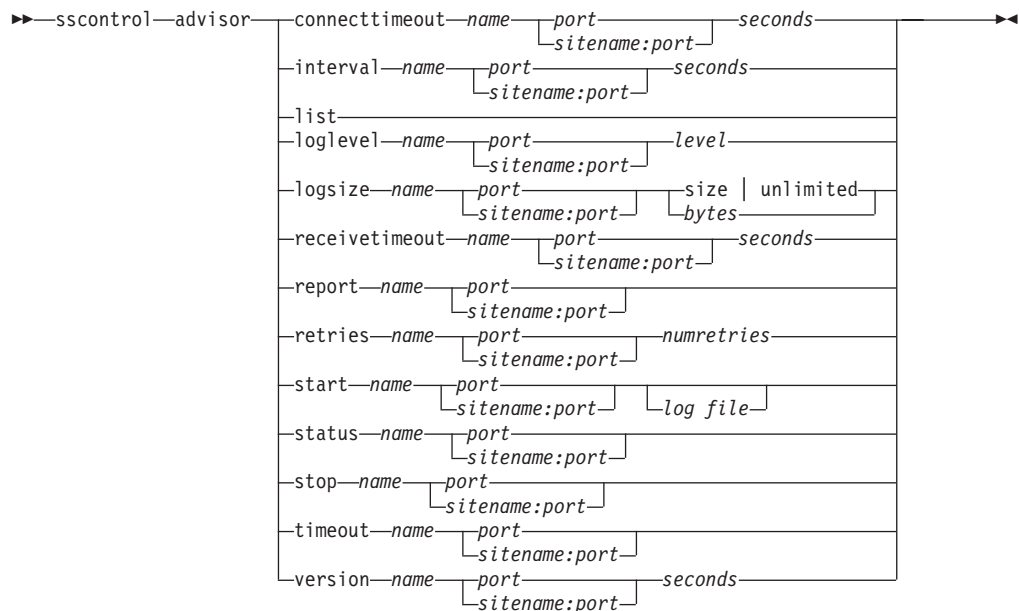 sscontrol advisor connecttimeout name port seconds
sitename:port
interval name port seconds
sitename:port
list
loglevel name port level
sitename:port
logsize name port size | unlimited
sitename:port bytes
receivetimeout name port seconds
sitename:port
report name port
sitename:port
retries name port numretries
sitename:port
start name port
sitename:port log file
status name port
sitename:port
stop name port
sitename:port
timeout name port
sitename:port
version name port seconds
sitename:port